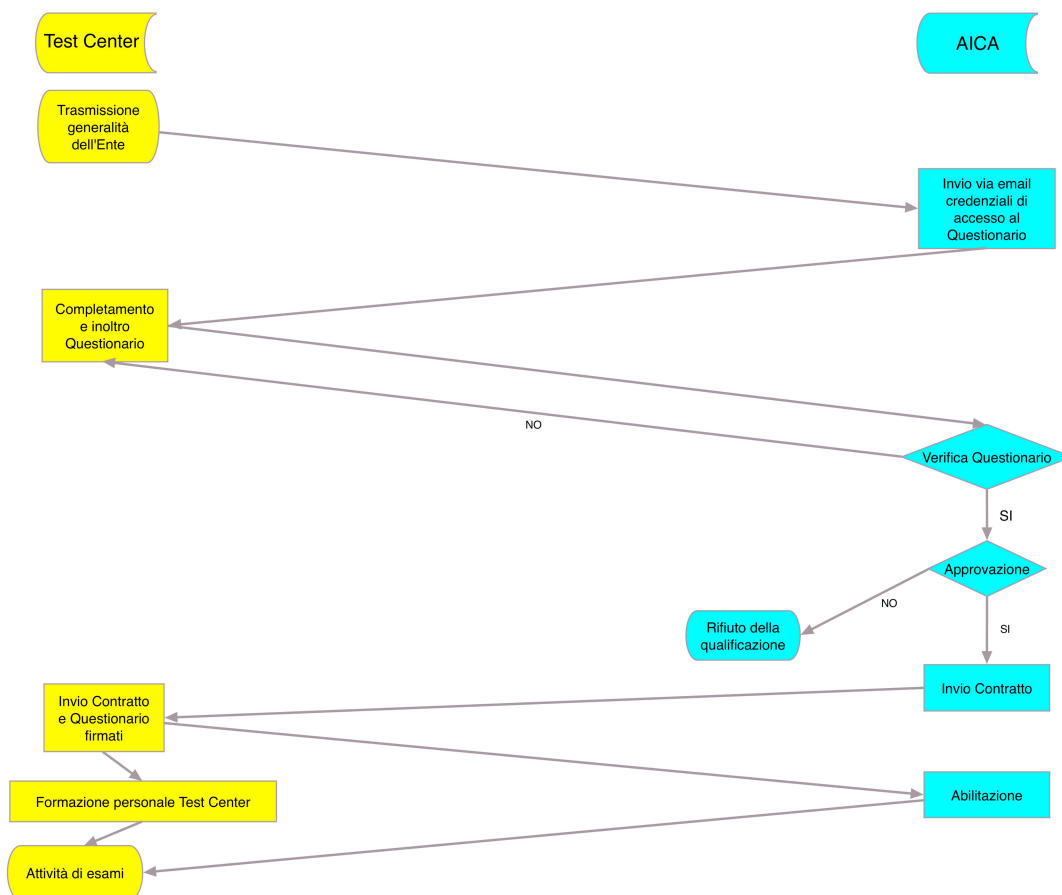 Test Center
AICA
Trasmissione
generalità
dell'Ente
Invio via email
credenziali di
accesso al
Questionario
Completamento
e inoltro
Questionario
NO
Verifica Questionario
SI
Approvazione
NO
SI
Rifiuto della
qualificazione
Invio Contratto
Invio Contratto
e Questionario
firmati
Formazione personale Test Center
Abilitazione
Attività di esami